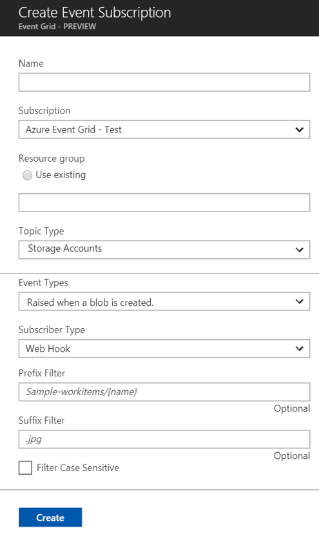 Create Event Subscription
Event Grid - PREVIEW
Name
Subscription
Azure Event Grid - Test
Resource group
Use existing
Topic Type
Storage Accounts
Event Types
Raised when a blob is created.
Subscriber Type
Web Hook
Prefix Filter
Sample-workitems/{name}
Optional
Suffix Filter
.jpg
Optional
Filter Case Sensitive
Create